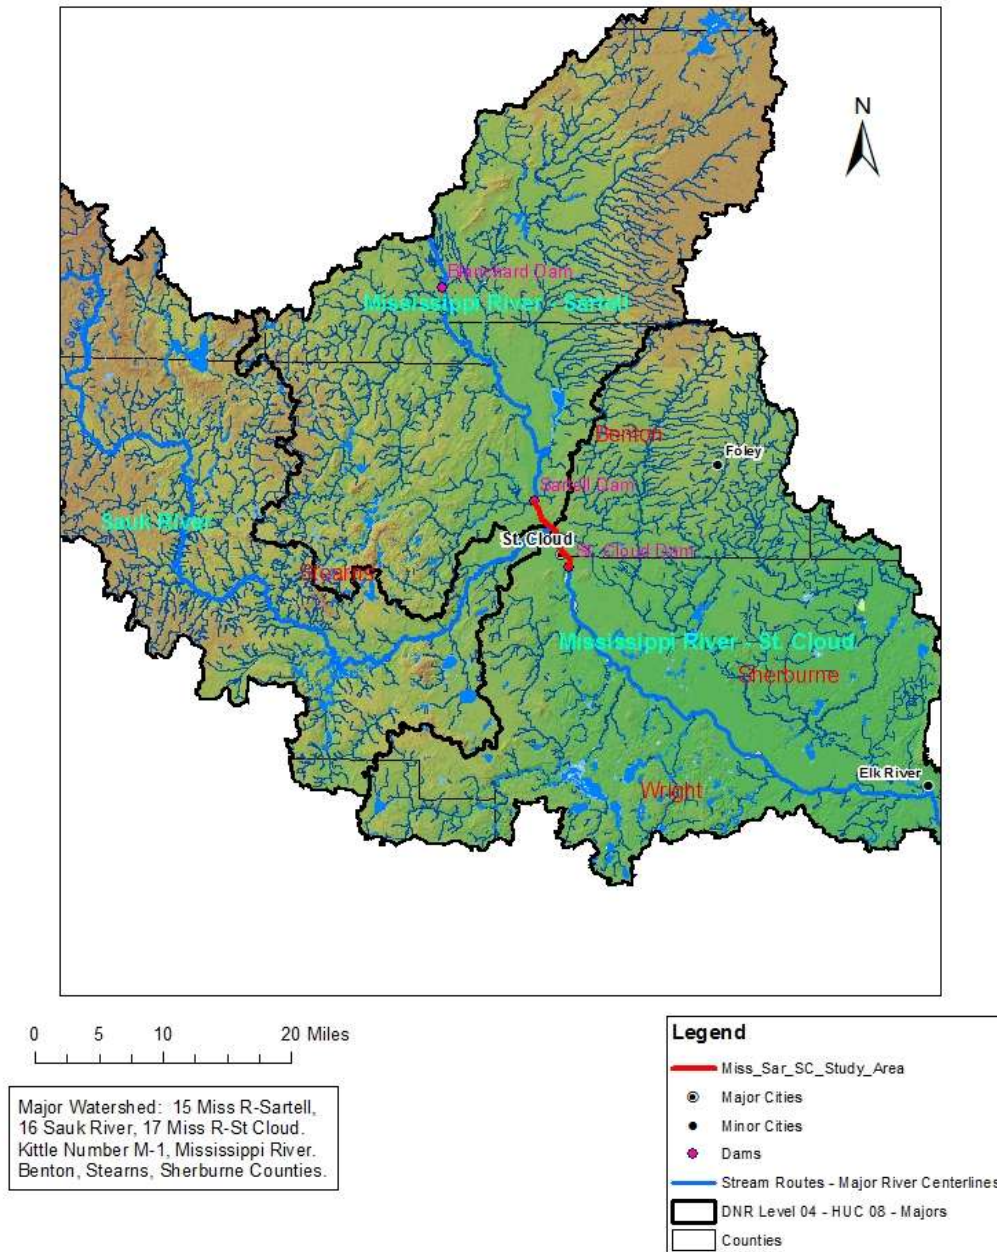 N
Blanchard Dam
Mississippi River - Sartell
Sauk River
Benton
Foley
Sartell Dam
Sauk River
St. Cloud
St. Cloud Dam
Stearns
Mississippi River - St. Cloud
Sherburne
Elk River
Wright
0 5 10 20 Miles
Major Watershed: 15 Miss R-Sartell,
16 Sauk River, 17 Miss R-St Cloud.
Kittle Number M-1, Mississippi River.
Benton, Stearns, Sherburne Counties.
Legend
Miss_Sar_SC_Study_Area
Major Cities
Minor Cities
Dams
Stream Routes - Major River Centerlines
DNR Level 04 - HUC 08 - Majors
Counties